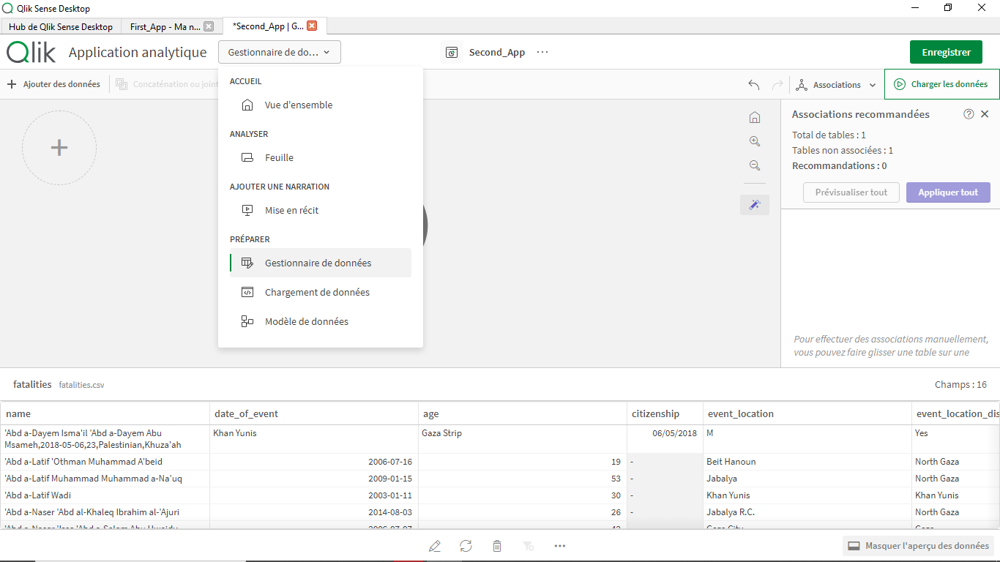 Qlik Sense Desktop
Hub de Qlik Sense Desktop
First_App - Ma n...
*Second_App | G...
Qlik
Application analytique
Gestionnaire de do...
Second_App
Enregistrer
Ajouter des données
Concaténation ou joint
Associations
Charger les données
ACCUEIL
Vue d'ensemble
ANALYSER
Feuille
AJOUTER UNE NARRATION
Mise en récit
PRÉPARER
Gestionnaire de données
Chargement de données
Modèle de données
Associations recommandées
Total de tables : 1
Tables non associées : 1
Recommandations : 0
Prévisualiser tout
Appliquer tout
Pour effectuer des associations manuellement,
vous pouvez faire glisser une table sur une
fatalities fatalities.csv
Champs : 16
name date_of_event age citizenship event_location event_location_dis
'Abd a-Dayem Isma'il 'Abd a-Dayem Abu Khan Yunis Gaza Strip 06/05/2018 M Yes
Msameh,2018-05-06,23,Palestinian,Khuza'ah
'Abd a-Latif 'Othman Muhammad A'beid 2006-07-16 19 - Beit Hanoun North Gaza
'Abd a-Latif Muhammad Muhammad a-Na'uq 2009-01-15 53 - Jabalya North Gaza
'Abd a-Latif Wadi 2003-01-11 30 - Khan Yunis Khan Yunis
'Abd a-Naser 'Abd al-Khaleq Ibrahim al-'Ajuri 2014-08-03 26 - Jabalya R.C. North Gaza
Masquer l'aperçu des données